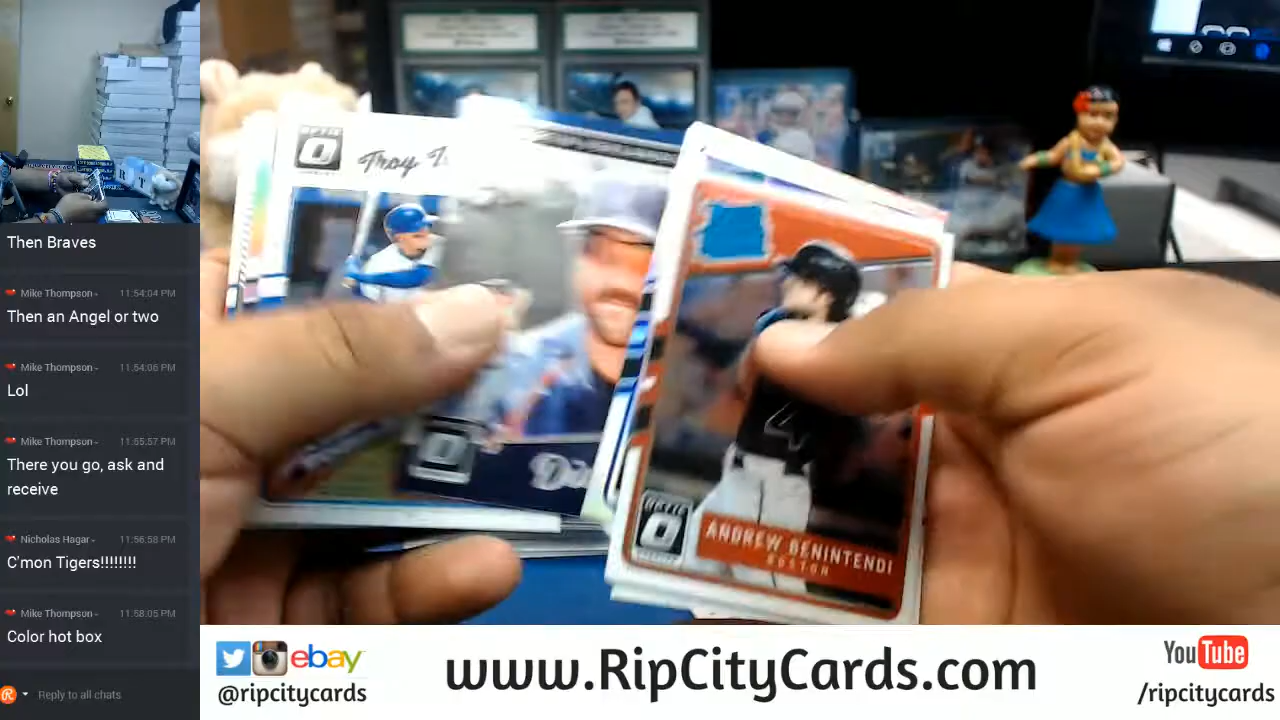 Then Braves
Mike Thompson- 11:54:04 PM
Then an Angel or two
Mike Thompson- 11:54:06 PM
Lol
Mike Thompson- 11:55:57 PM
There you go, ask and
receive
Nicholas Hagar- 11:56:58 PM
C'mon Tigers!!!!!!!!
Mike Thompson- 11:58:05 PM
Color hot box
Reply to all chats
OPTIC
Troy
OPTIC
ANDREW BENINTENDI
BOSTON
ebay
@ripcitycards
www.RipCityCards.com
YouTube
/ripcitycards